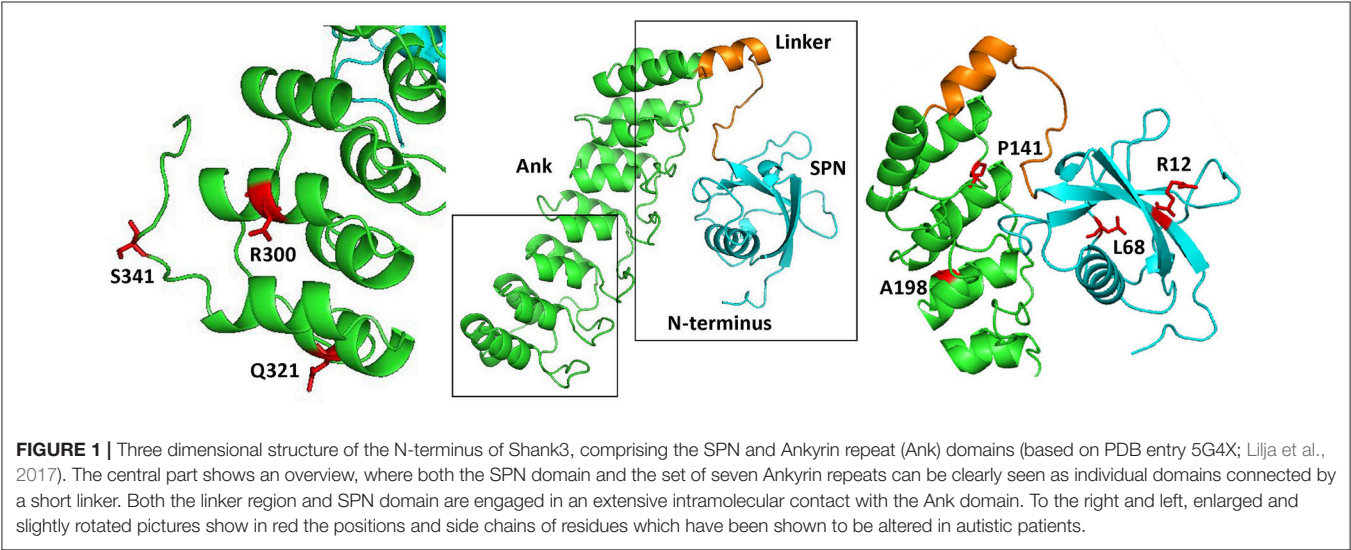 Linker
P141
R12
Ank
SPN
R300
S341
L68
A198
N-terminus
Q321
FIGURE 1 | Three dimensional structure of the N-terminus of Shank3, comprising the SPN and Ankyrin repeat (Ank) domains (based on PDB entry 5G4X; Lilja et al.,
2017). The central part shows an overview, where both the SPN domain and the set of seven Ankyrin repeats can be clearly seen as individual domains connected by
a short linker. Both the linker region and SPN domain are engaged in an extensive intramolecular contact with the Ank domain. To the right and left, enlarged and
slightly rotated pictures show in red the positions and side chains of residues which have been shown to be altered in autistic patients.